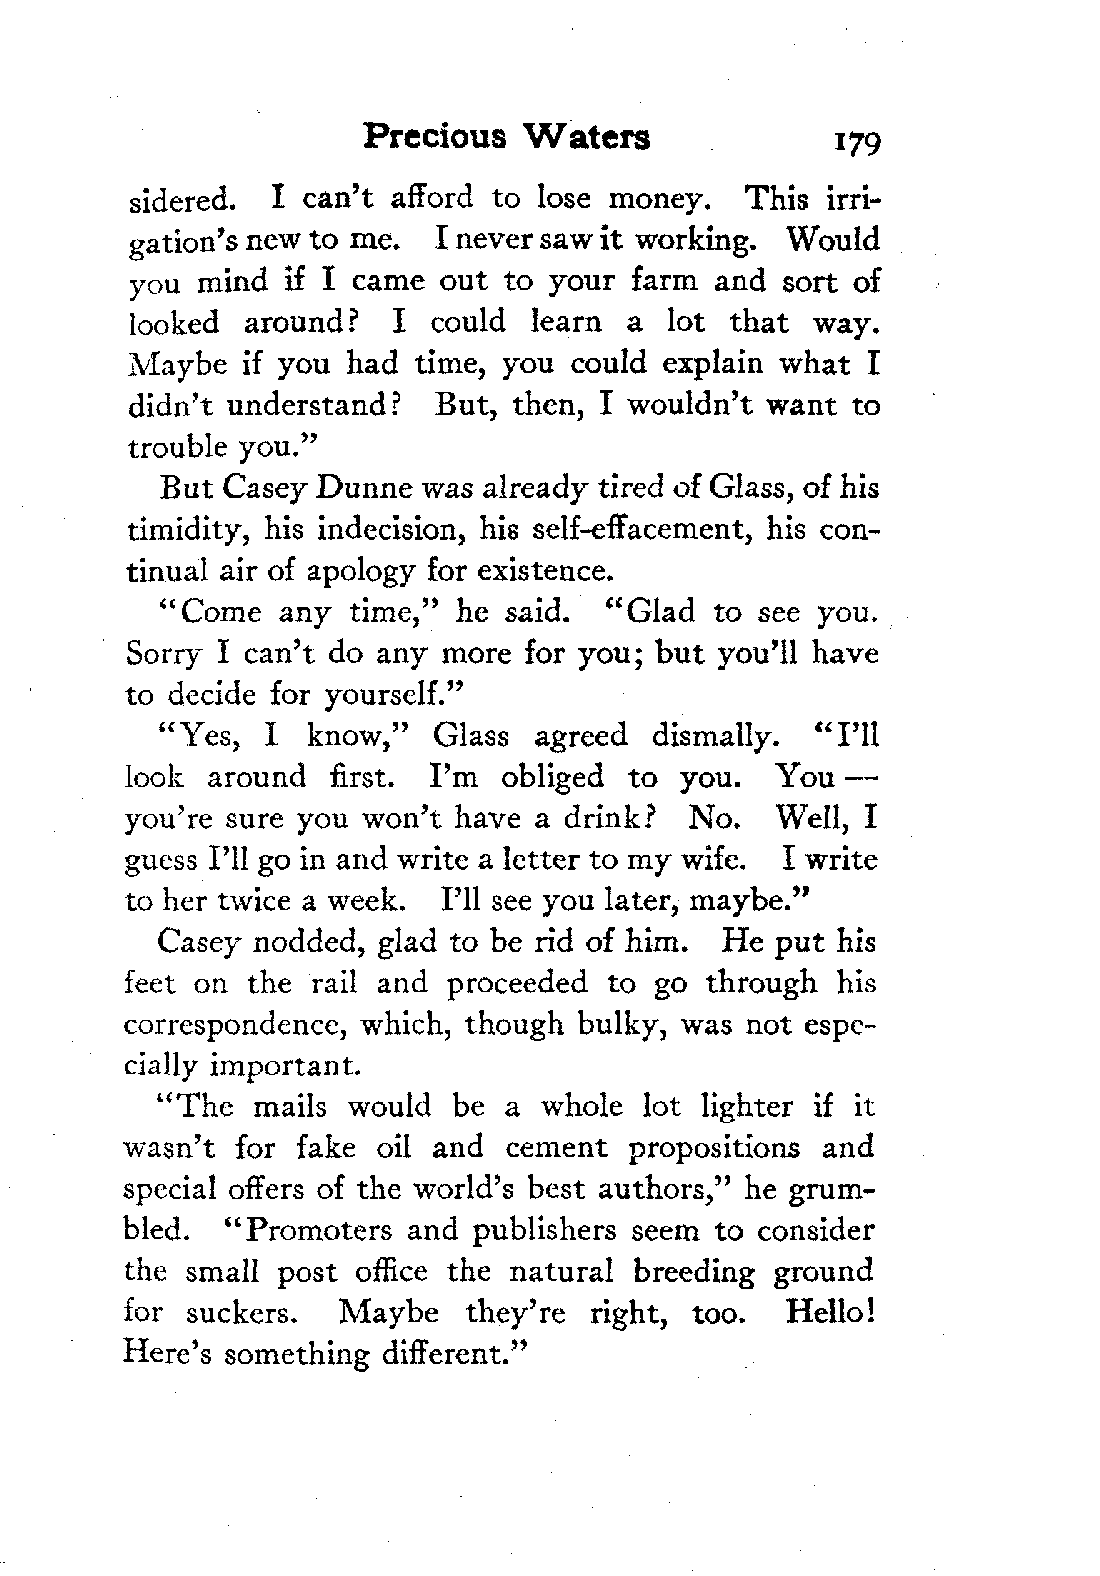 Precious Waters 179
sidered. I can't afford to lose money. This irri-
gation's new to me. I never saw it working. Would
you mind if I came out to your farm and sort of
looked around? I could learn a lot that way.
Maybe if you had time, you could explain what I
didn't understand? But, then, I wouldn't want to
trouble you."
But Casey Dunne was already tired of Glass, of his
timidity, his indecision, his self-effacement, his con-
tinual air of apology for existence.
"Come any time," he said. "Glad to see you.
Sorry I can't do any more for you; but you'll have
to decide for yourself."
"Yes, I know," Glass agreed dismally. "I'll
look around first. I'm obliged to you. You —
you're sure you won't have a drink? No. Well, I
guess I'll go in and write a letter to my wife. I write
to her twice a week. I'll see you later, maybe."
Casey nodded, glad to be rid of him. He put his
feet on the rail and proceeded to go through his
correspondence, which, though bulky, was not espe-
cially important.
"The mails would be a whole lot lighter if it
wasn't for fake oil and cement propositions and
special offers of the world's best authors," he grum-
bled. "Promoters and publishers seem to consider
the small post office the natural breeding ground
for suckers. Maybe they're right, too. Hello!
Here's something different."